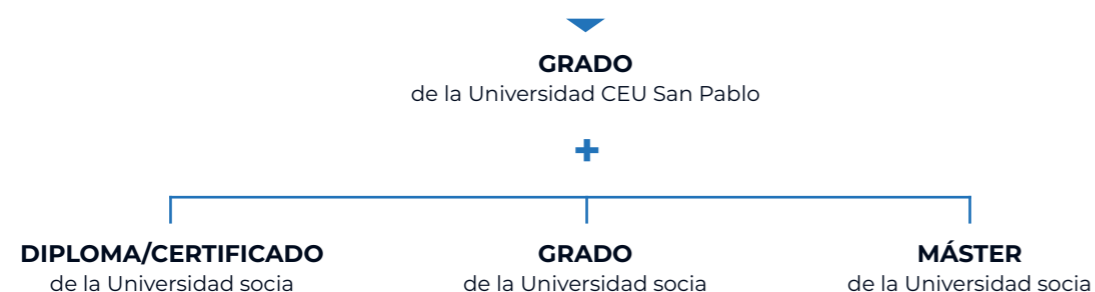 GRADO
de la Universidad CEU San Pablo
+
DIPLOMA/CERTIFICADO
de la Universidad socia
GRADO
de la Universidad socia
MÁSTER
de la Universidad socia